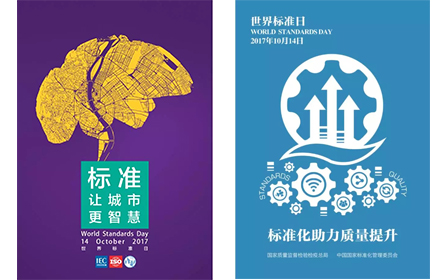 标准
让城市
更智慧
World Standards Day
14 October 2017
世界标准日
IEC ISO ITU
世界标准日
WORLD STANDARDS DAY
2017年10月14日
STANDARDS
QUALITY
标准化助力质量提升
国家质量监督检验检疫总局 中国国家标准化管理委员会